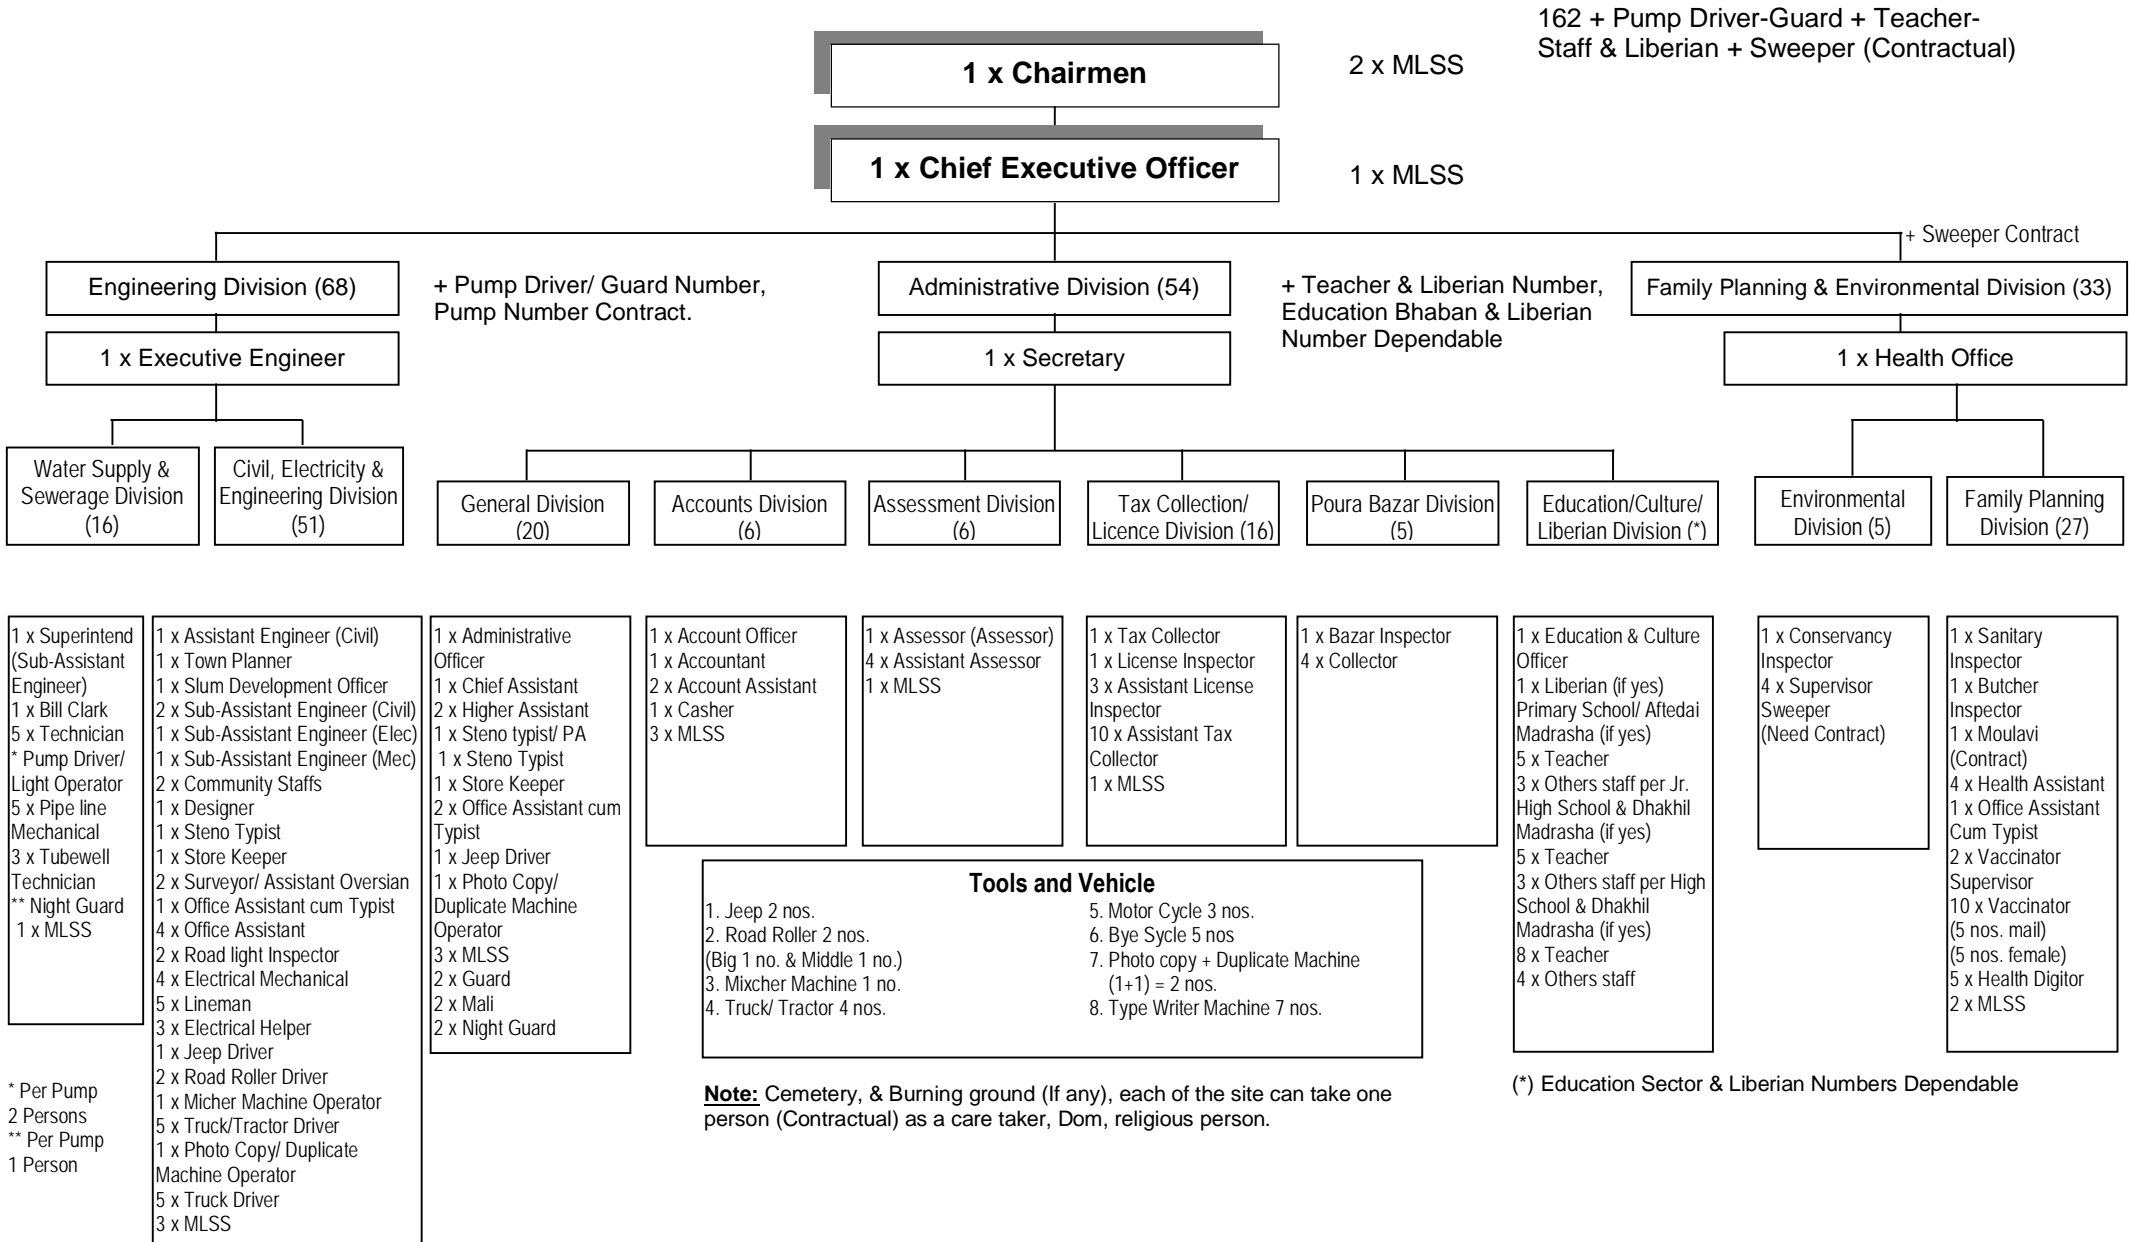 162 + Pump Driver-Guard + Teacher-
Staff & Liberian + Sweeper (Contractual)
1 x Chairmen
2 x MLSS
1 x Chief Executive Officer
1 x MLSS
+ Sweeper Contract
Engineering Division (68)
+ Pump Driver/ Guard Number,
Pump Number Contract.
Administrative Division (54)
+ Teacher & Liberian Number,
Education Bhaban & Liberian
Number Dependable
Family Planning & Environmental Division (33)
1 x Executive Engineer
1 x Secretary
1 x Health Office
Water Supply &
Sewerage Division
(16)
Civil, Electricity &
Engineering Division
(51)
General Division
(20)
Accounts Division
(6)
Assessment Division
(6)
Tax Collection/
Licence Division (16)
Poura Bazar Division
(5)
Education/Culture/
Liberian Division (*)
Environmental
Division (5)
Family Planning
Division (27)
1 x Superintend
(Sub-Assistant
Engineer)
1 x Bill Clark
5 x Technician
* Pump Driver/
Light Operator
5 x Pipe line
Mechanical
3 x Tubewell
Technician
** Night Guard
1 x MLSS
* Per Pump
2 Persons
** Per Pump
1 Person
1 x Assistant Engineer (Civil)
1 x Town Planner
1 x Slum Development Officer
2 x Sub-Assistant Engineer (Civil)
1 x Sub-Assistant Engineer (Elec)
1 x Sub-Assistant Engineer (Mec)
2 x Community Staffs
1 x Designer
1 x Steno Typist
1 x Store Keeper
2 x Surveyor/ Assistant Oversian
1 x Office Assistant cum Typist
4 x Office Assistant
2 x Road light Inspector
4 x Electrical Mechanical
5 x Lineman
3 x Electrical Helper
1 x Jeep Driver
2 x Road Roller Driver
1 x Micher Machine Operator
5 x Truck/Tractor Driver
1 x Photo Copy/ Duplicate
Machine Operator
5 x Truck Driver
3 x MLSS
1 x Administrative
Officer
1 x Chief Assistant
2 x Higher Assistant
1 x Steno typist/ PA
1 x Steno Typist
1 x Store Keeper
2 x Office Assistant cum
Typist
1 x Jeep Driver
1 x Photo Copy/
Duplicate Machine
Operator
3 x MLSS
2 x Guard
2 x Mali
2 x Night Guard
1 x Account Officer
1 x Accountant
2 x Account Assistant
1 x Casher
3 x MLSS
1 x Assessor (Assessor)
4 x Assistant Assessor
1 x MLSS
1 x Tax Collector
1 x License Inspector
3 x Assistant License
Inspector
10 x Assistant Tax
Collector
1 x MLSS
1 x Bazar Inspector
4 x Collector
1 x Education & Culture
Officer
1 x Liberian (if yes)
Primary School/ Aftedai
Madrasha (if yes)
5 x Teacher
3 x Others staff per Jr.
High School & Dhakhil
Madrasha (if yes)
5 x Teacher
3 x Others staff per High
School & Dhakhil
Madrasha (if yes)
8 x Teacher
4 x Others staff
1 x Conservancy
Inspector
4 x Supervisor
Sweeper
(Need Contract)
1 x Sanitary
Inspector
1 x Butcher
Inspector
1 x Moulavi
(Contract)
4 x Health Assistant
1 x Office Assistant
Cum Typist
2 x Vaccinator
Supervisor
10 x Vaccinator
(5 nos. mail)
(5 nos. female)
5 x Health Digitor
2 x MLSS
Tools and Vehicle
1. Jeep 2 nos.
2. Road Roller 2 nos.
(Big 1 no. & Middle 1 no.)
3. Mixcher Machine 1 no.
4. Truck/ Tractor 4 nos.
5. Motor Cycle 3 nos.
6. Bye Sycle 5 nos
7. Photo copy + Duplicate Machine
(1+1) = 2 nos.
8. Type Writer Machine 7 nos.
Note: Cemetery, & Burning ground (If any), each of the site can take one
person (Contractual) as a care taker, Dom, religious person.
(*) Education Sector & Liberian Numbers Dependable